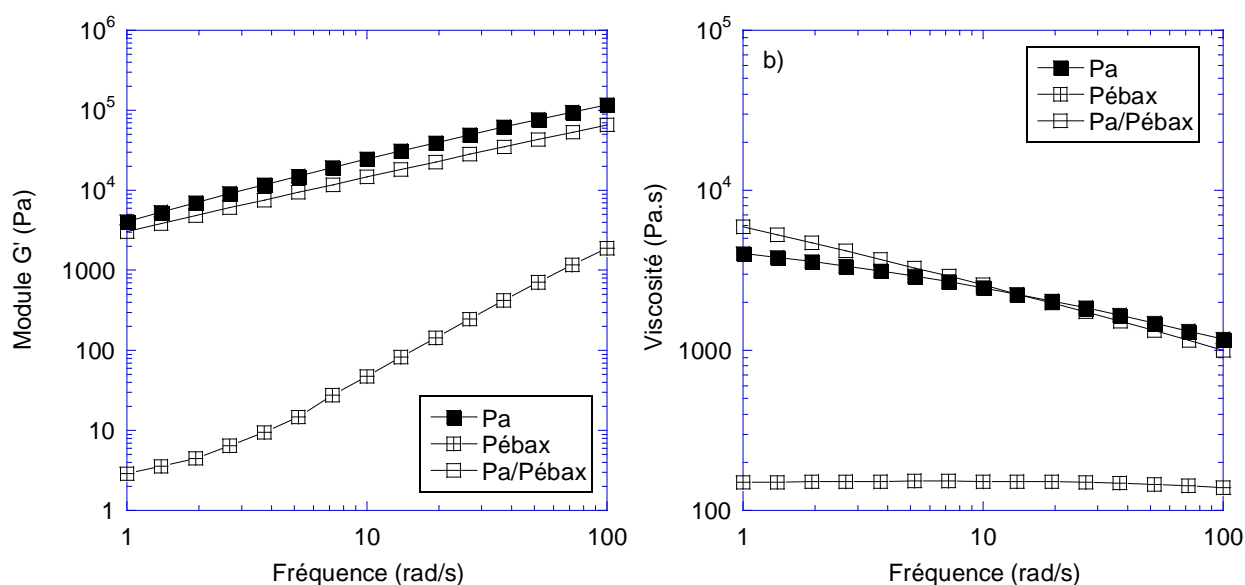 10^6
10^5
10^4
1000
100
10
1
Module G' (Pa)
1
10
100
Fréquence (rad/s)
Pa
Pébax
Pa/Pébax
b)
10^5
10^4
1000
100
Viscosité (Pa.s)
1
10
100
Fréquence (rad/s)
Pa
Pébax
Pa/Pébax